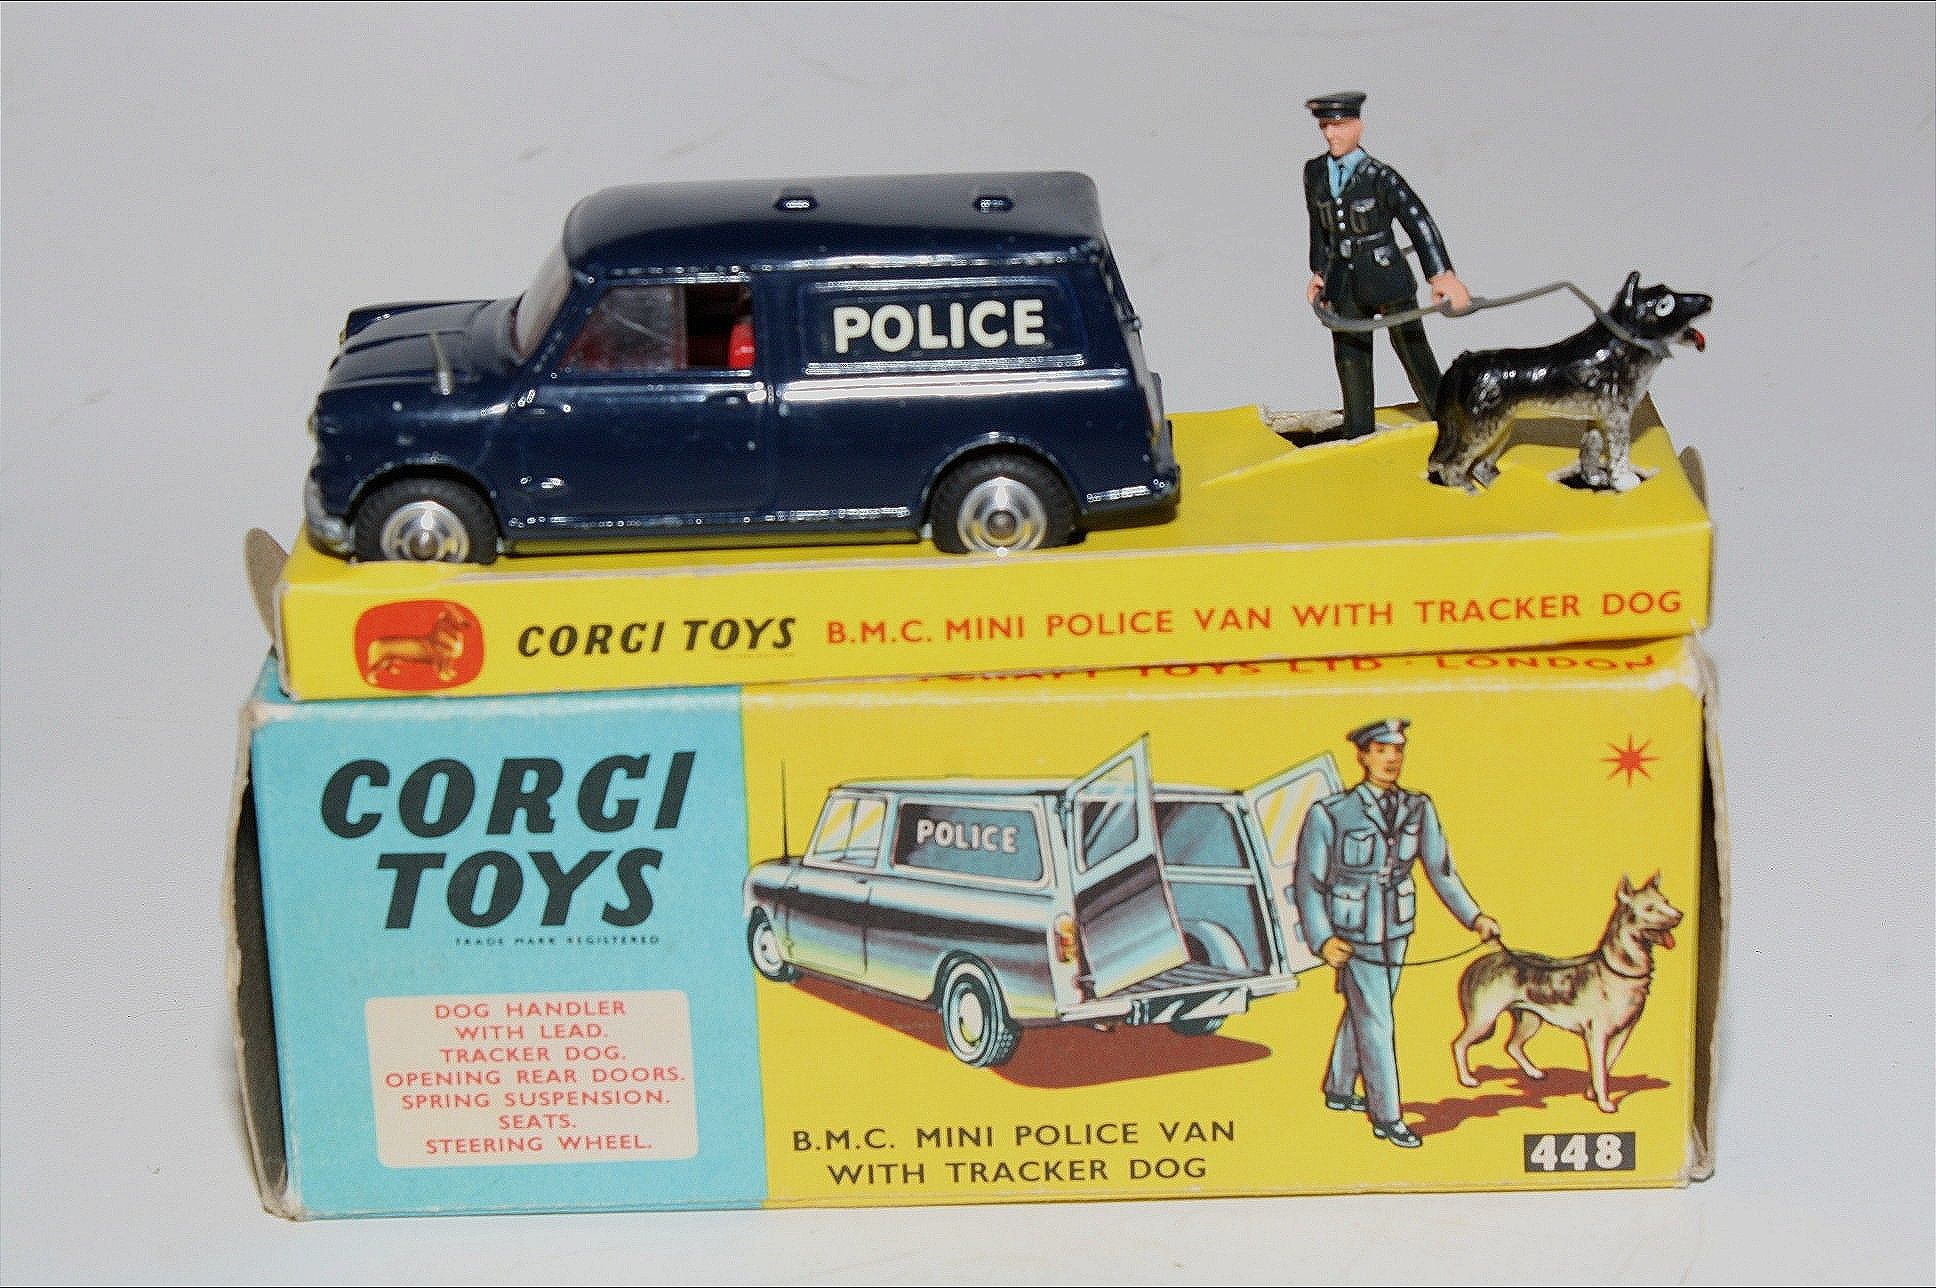 POLICE
CORGI TOYS B.M.C. MINI POLICE VAN WITH TRACKER DOG
TOYS LTD · LONDON
CORGI
TOYS
TRADE MARK REGISTERED
DOG HANDLER
WITH LEAD.
TRACKER DOG.
OPENING REAR DOORS.
SPRING SUSPENSION.
SEATS.
STEERING WHEEL.
POLICE
B.M.C. MINI POLICE VAN
WITH TRACKER DOG
448